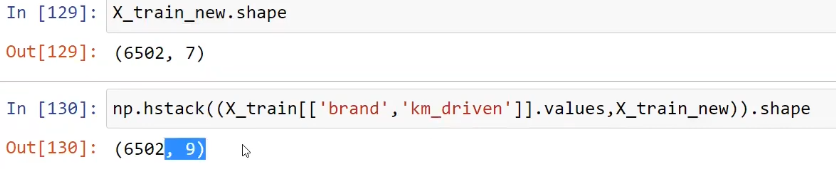 In [129]: X_train_new.shape
Out[129]: (6502, 7)
In [130]: np.hstack((X_train[['brand','km_driven']].values,X_train_new)).shape
Out[130]: (6502, 9)